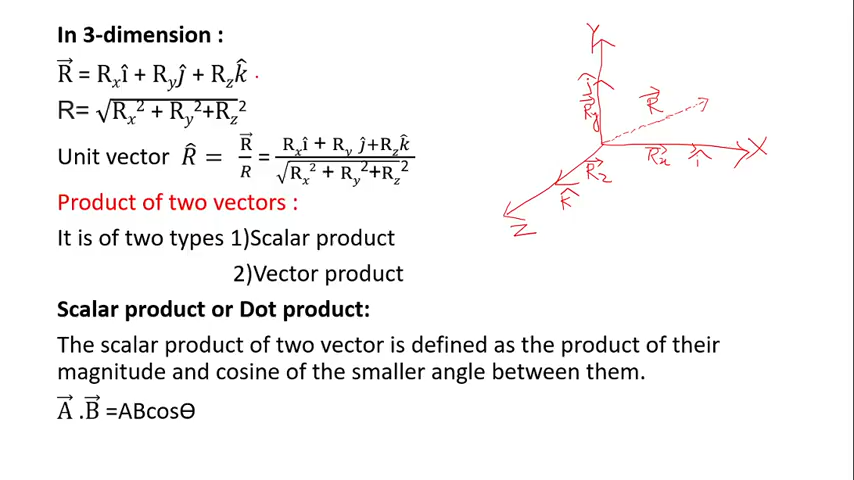 In 3-dimension :
R⃗ = Rₓî + Rᵧĵ + R_z k̂
R= √(Rₓ² + Rᵧ²+R_z²)
Unit vector R̂ = R⃗/R = (Rₓî + Rᵧ ĵ+R_z k̂)/√(Rₓ² + Rᵧ²+R_z²)
Product of two vectors :
It is of two types 1)Scalar product
2)Vector product
Scalar product or Dot product:
The scalar product of two vector is defined as the product of their
magnitude and cosine of the smaller angle between them.
A⃗ .B⃗ =ABcosΘ
Y
ĵ
R⃗ᵧ
R⃗
X
R⃗ₓ î
R⃗_z
k̂
Z